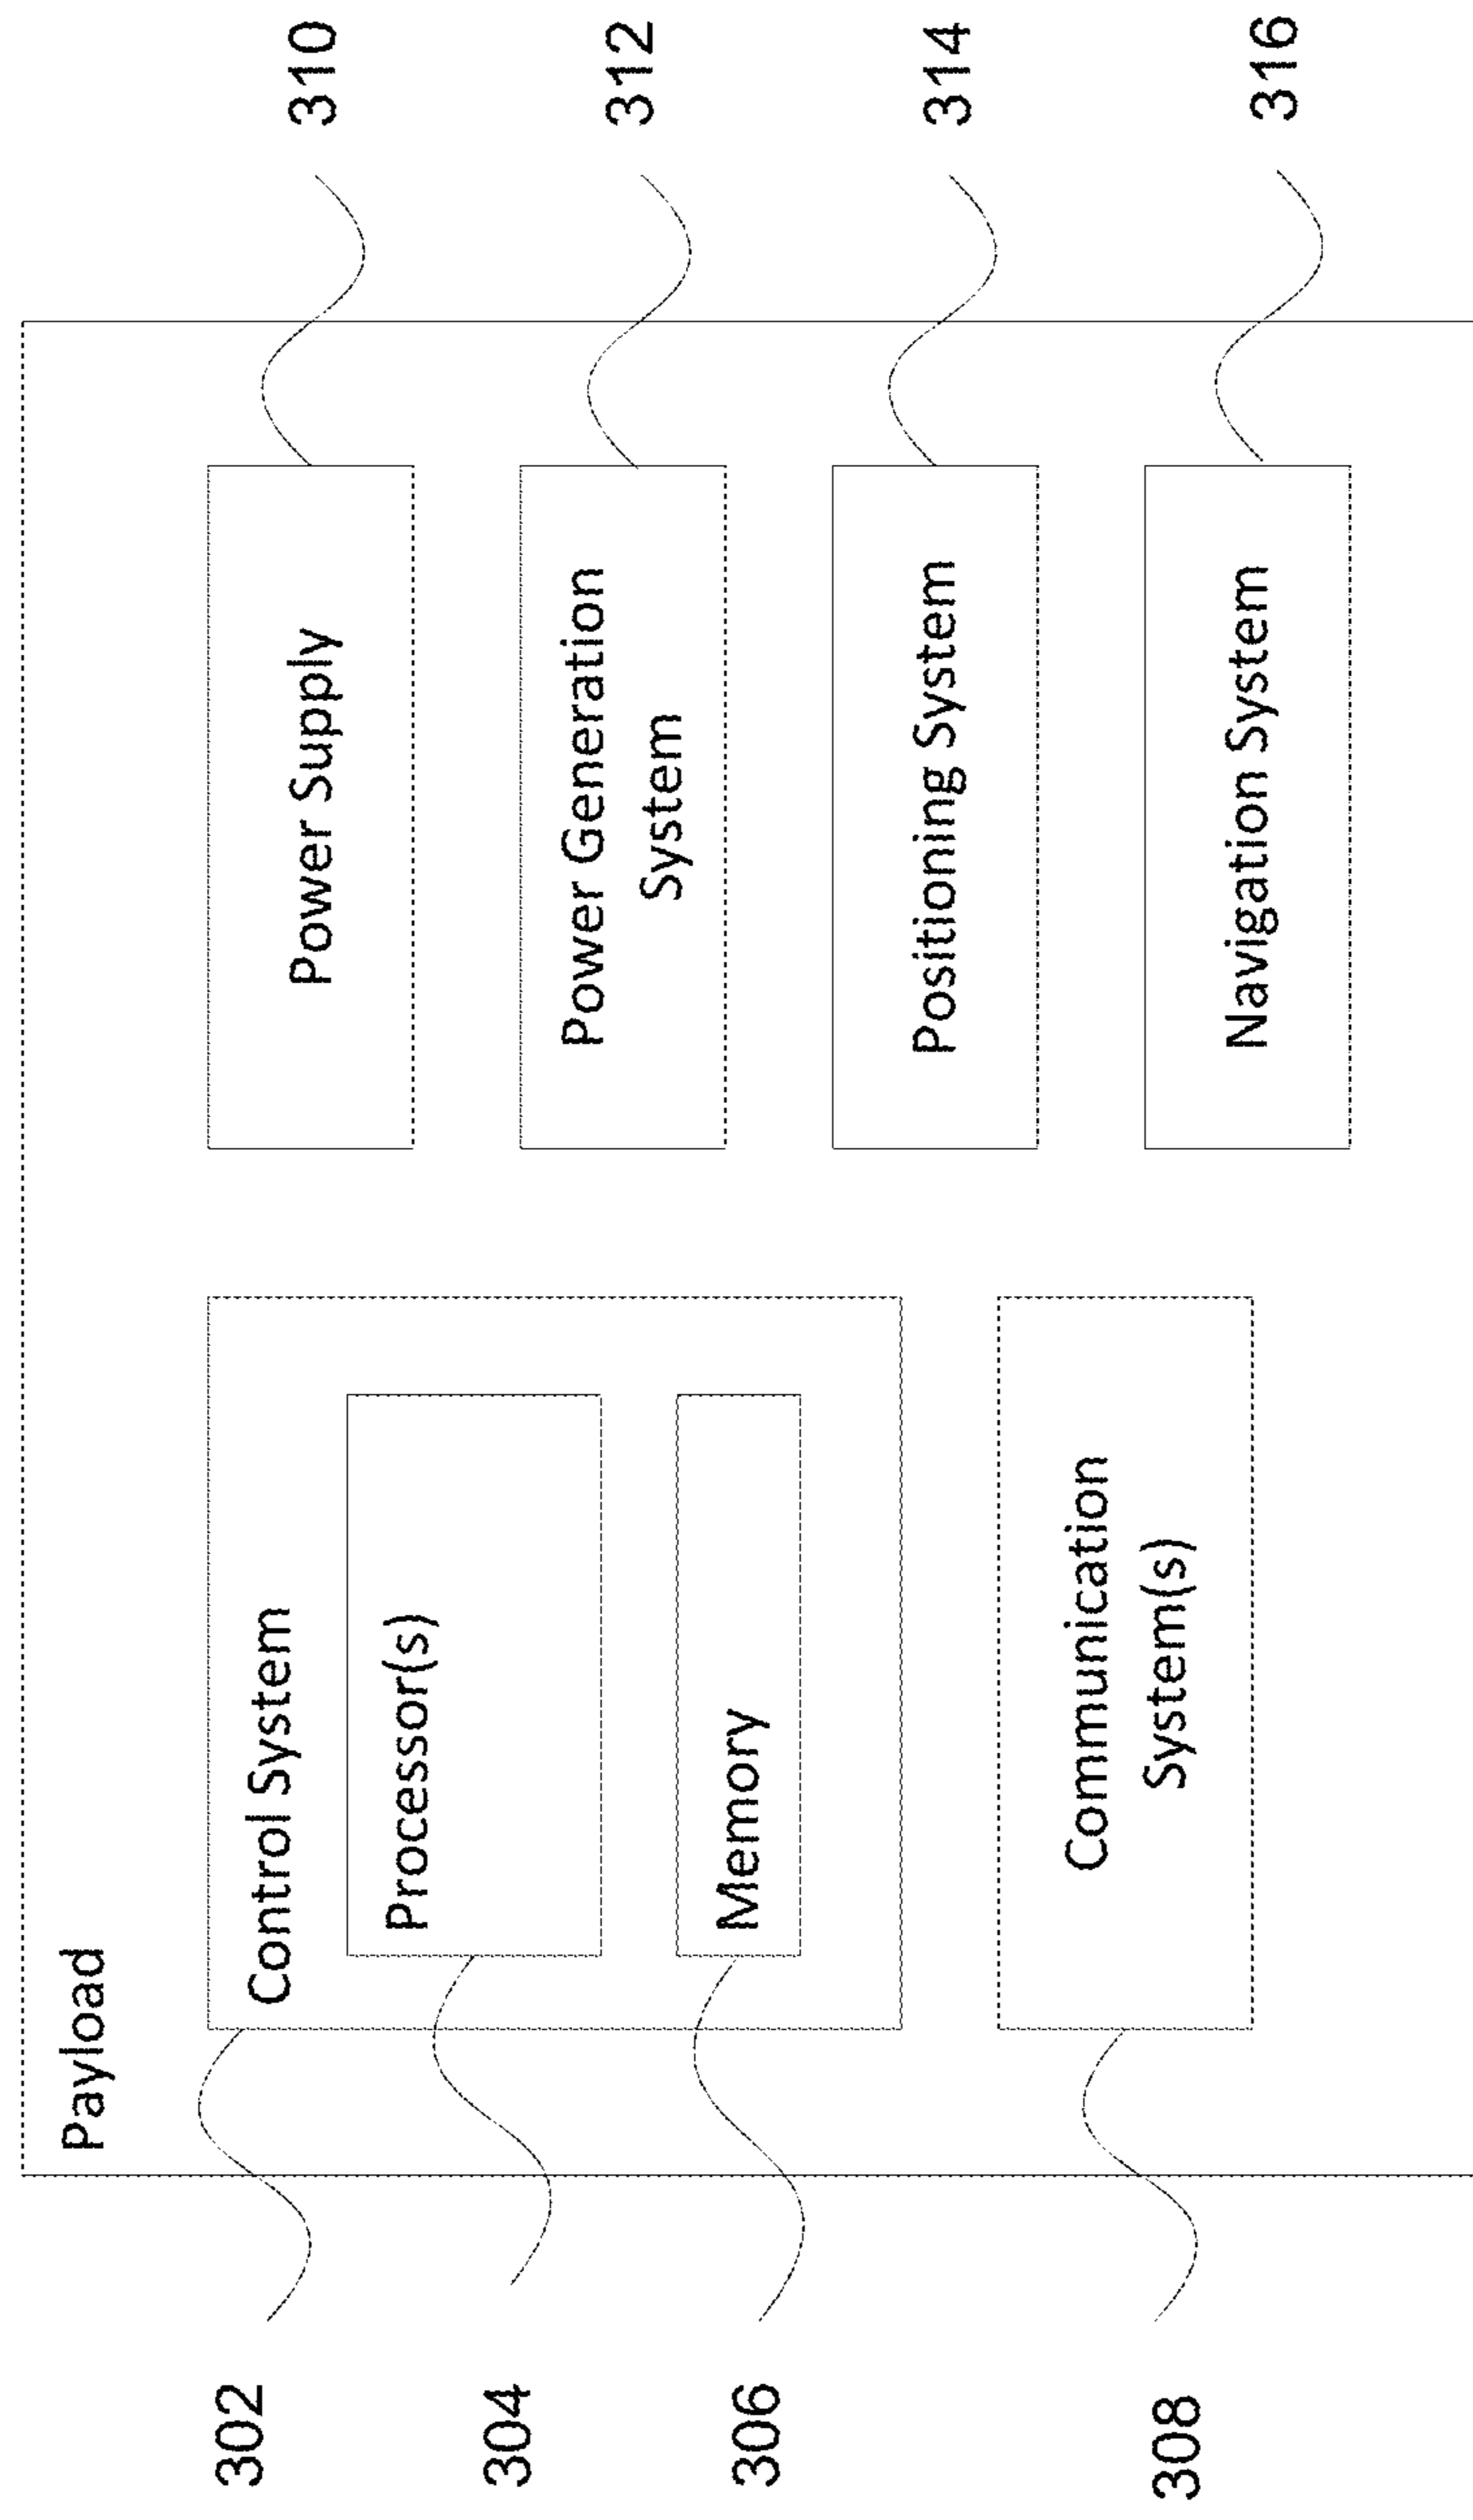 Payload
302
Control System
304
Processor(s)
306
Memory
308
Communication
System(s)
Power Supply
310
Power Generation
System
312
Positioning System
314
Navigation System
316